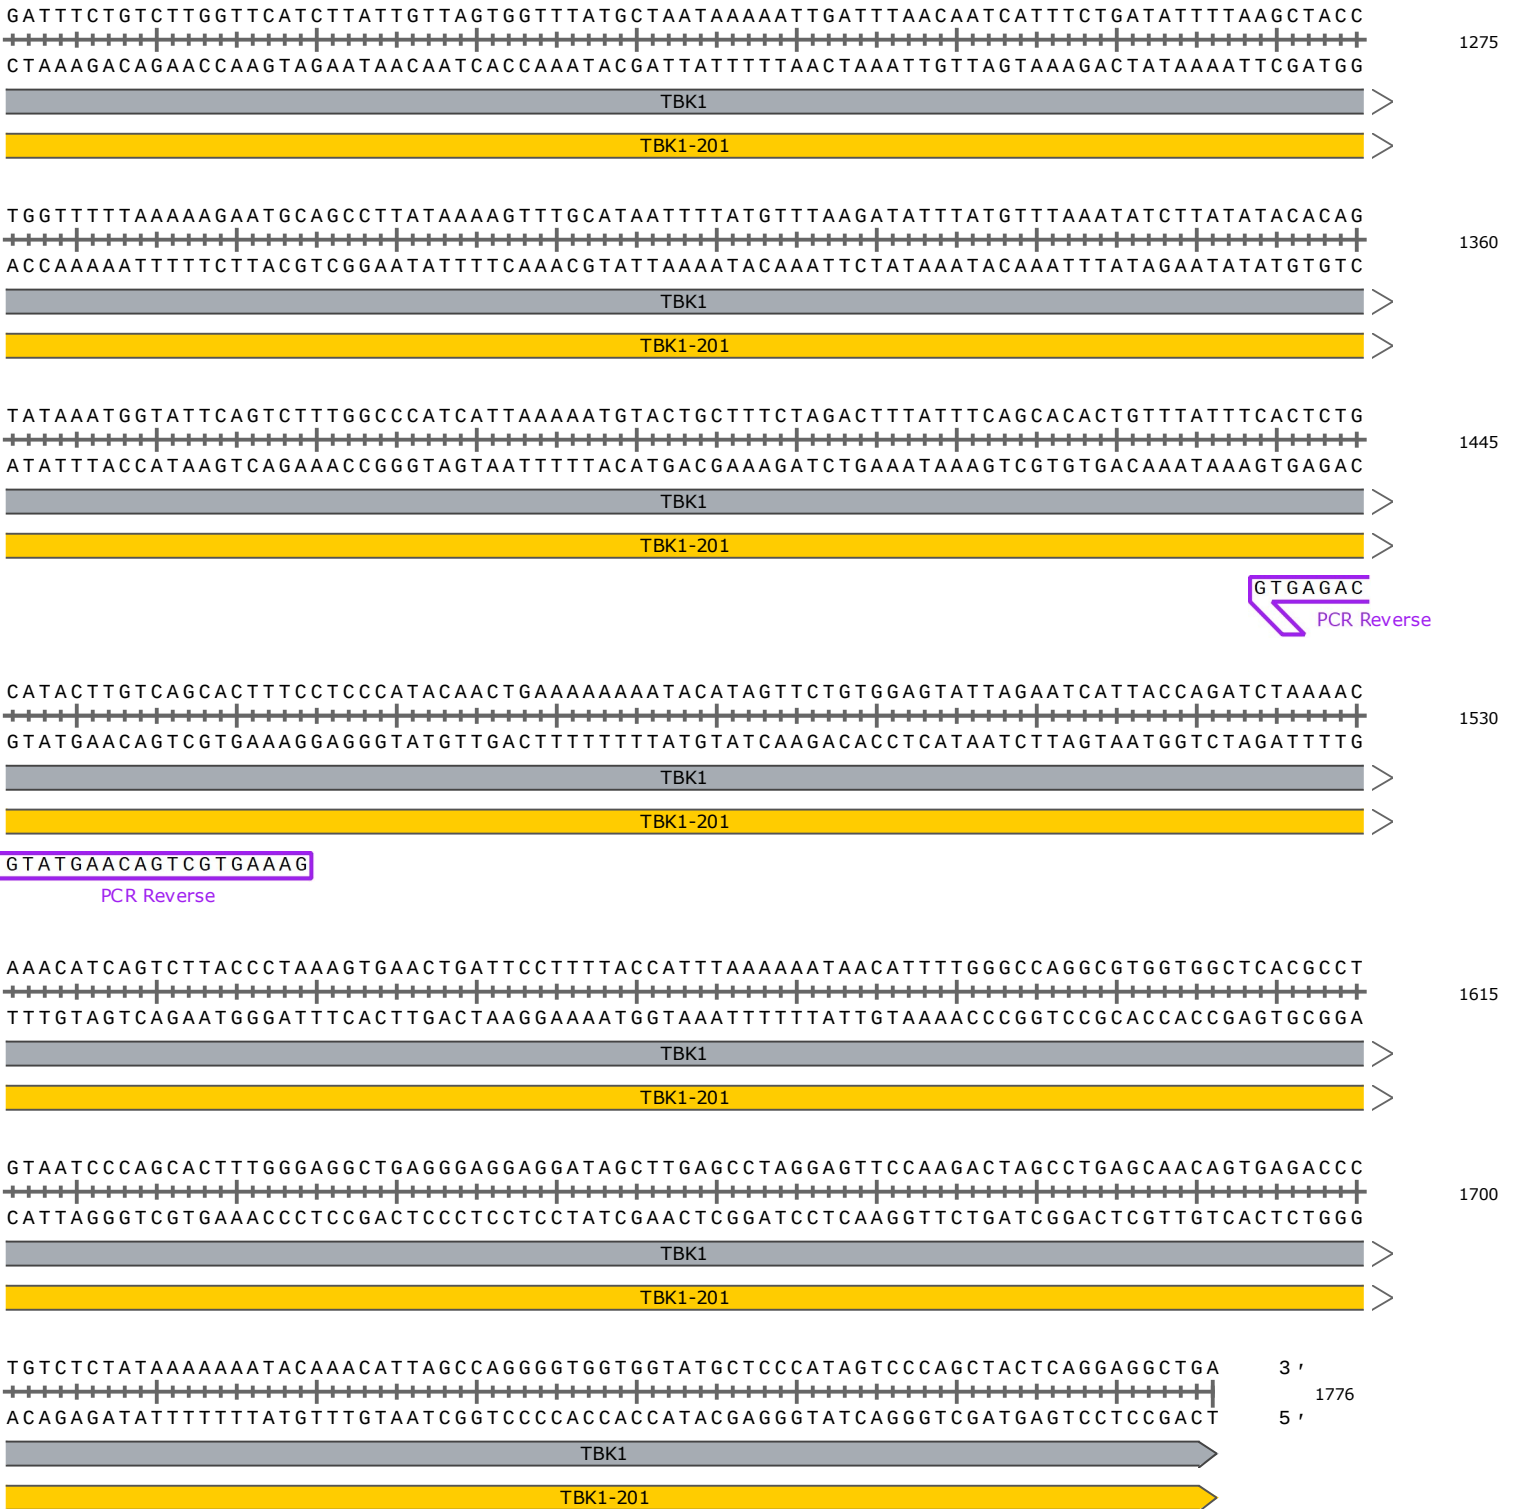 GATTTCTGTCTTGGTTCATCTTATTGTTAGTGGTTTATGCTAATAAAAATTGATTTAACAATCATTTCTGATATTTTAAGCTACC
1275
CTAAAGACAGAACCAAGTAGAATAACAATCACCAAATACGATTATTTTTAACTAAATTGTTAGTAAAGACTATAAAATTCGATGG
TBK1
TBK1-201
TGGTTTTTAAAAAGAATGCAGCCTTATAAAAGTTTGCATAATTTTATGTTTAAGATATTTATGTTTAAATATCTTATATACACAG
1360
ACCAAAAATTTTTCTTACGTCGGAATATTTTCAAACGTATTAAAATACAAATTCTATAAATACAAATTTATAGAATATATGTGTC
TBK1
TBK1-201
TATAAATGGTATTCAGTCTTTGGCCCATCATTAAAAATGTACTGCTTTCTAGACTTTATTTCAGCACACTGTTTATTTCACTCTG
1445
ATATTTACCATAAGTCAGAAACCGGGTAGTAATTTTTACATGACGAAAGATCTGAAATAAAGTCGTGTGACAAATAAAGTGAGAC
TBK1
TBK1-201
GTGAGAC
PCR Reverse
CATACTTGTCAGCACTTTCCTCCCATACAACTGAAAAAAAATACATAGTTCTGTGGAGTATTAGAATCATTACCAGATCTAAAAC
1530
GTATGAACAGTCGTGAAAGGAGGGTATGTTGACTTTTTTTTATGTATCAAGACACCTCATAATCTTAGTAATGGTCTAGATTTTG
TBK1
TBK1-201
GTATGAACAGTCGTGAAAG
PCR Reverse
AAACATCAGTCTTACCCTAAAGTGAACTGATTCCTTTTACCATTTAAAAAATAACATTTTGGGCCAGGCGTGGTGGCTCACGCCT
1615
TTTGTAGTCAGAATGGGATTTCACTTGACTAAGGAAAATGGTAAATTTTTTATTGTAAAACCCGGTCCGCACCACCGAGTGCGGA
TBK1
TBK1-201
GTAATCCCAGCACTTTGGGAGGCTGAGGGAGGAGGATAGCTTGAGCCTAGGAGTTCCAAGACTAGCCTGAGCAACAGTGAGACCC
1700
CATTAGGGTCGTGAAACCCTCCGACTCCCTCCTCCTATCGAACTCGGATCCTCAAGGTTCTGATCGGACTCGTTGTCACTCTGGG
TBK1
TBK1-201
TGTCTCTATAAAAAAATACAAACATTAGCCAGGGGTGGTGGTATGCTCCCATAGTCCCAGCTACTCAGGAGGCTGA 3'
1776
ACAGAGATATTTTTTTATGTTTGTAATCGGTCCCCACCACCATACGAGGGTATCAGGGTCGATGAGTCCTCCGACT 5'
TBK1
TBK1-201